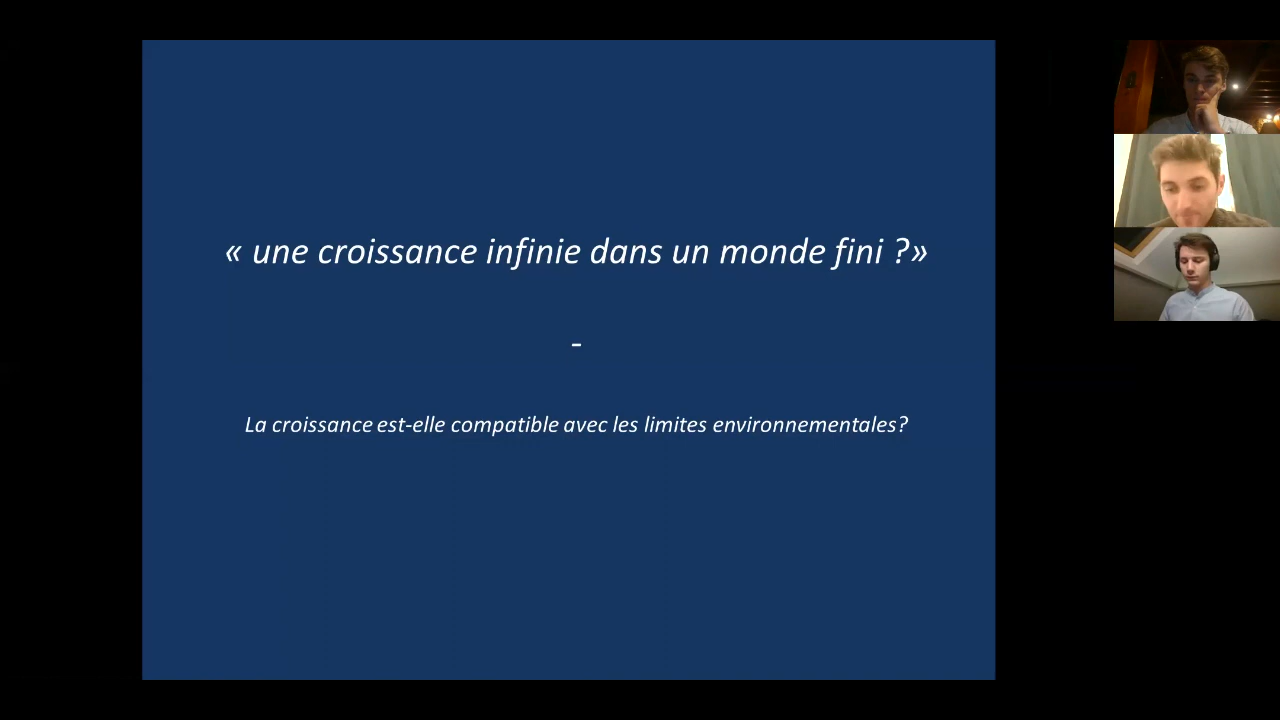 « une croissance infinie dans un monde fini ?»
-
La croissance est-elle compatible avec les limites environnementales?